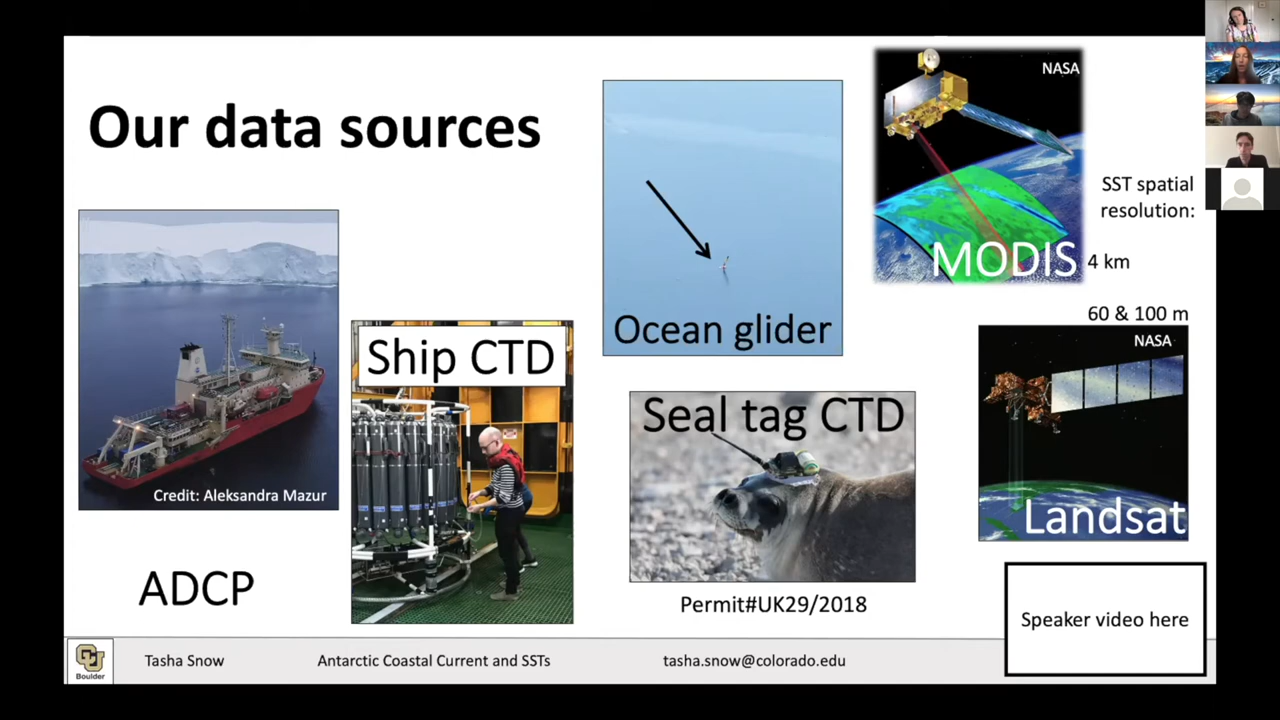 Our data sources
Credit: Aleksandra Mazur
ADCP
Ship CTD
Ocean glider
Seal tag CTD
Permit#UK29/2018
NASA
MODIS
SST spatial
resolution:
4 km
60 & 100 m
NASA
Landsat
Speaker video here
CU
Boulder
Tasha Snow
Antarctic Coastal Current and SSTs
tasha.snow@colorado.edu